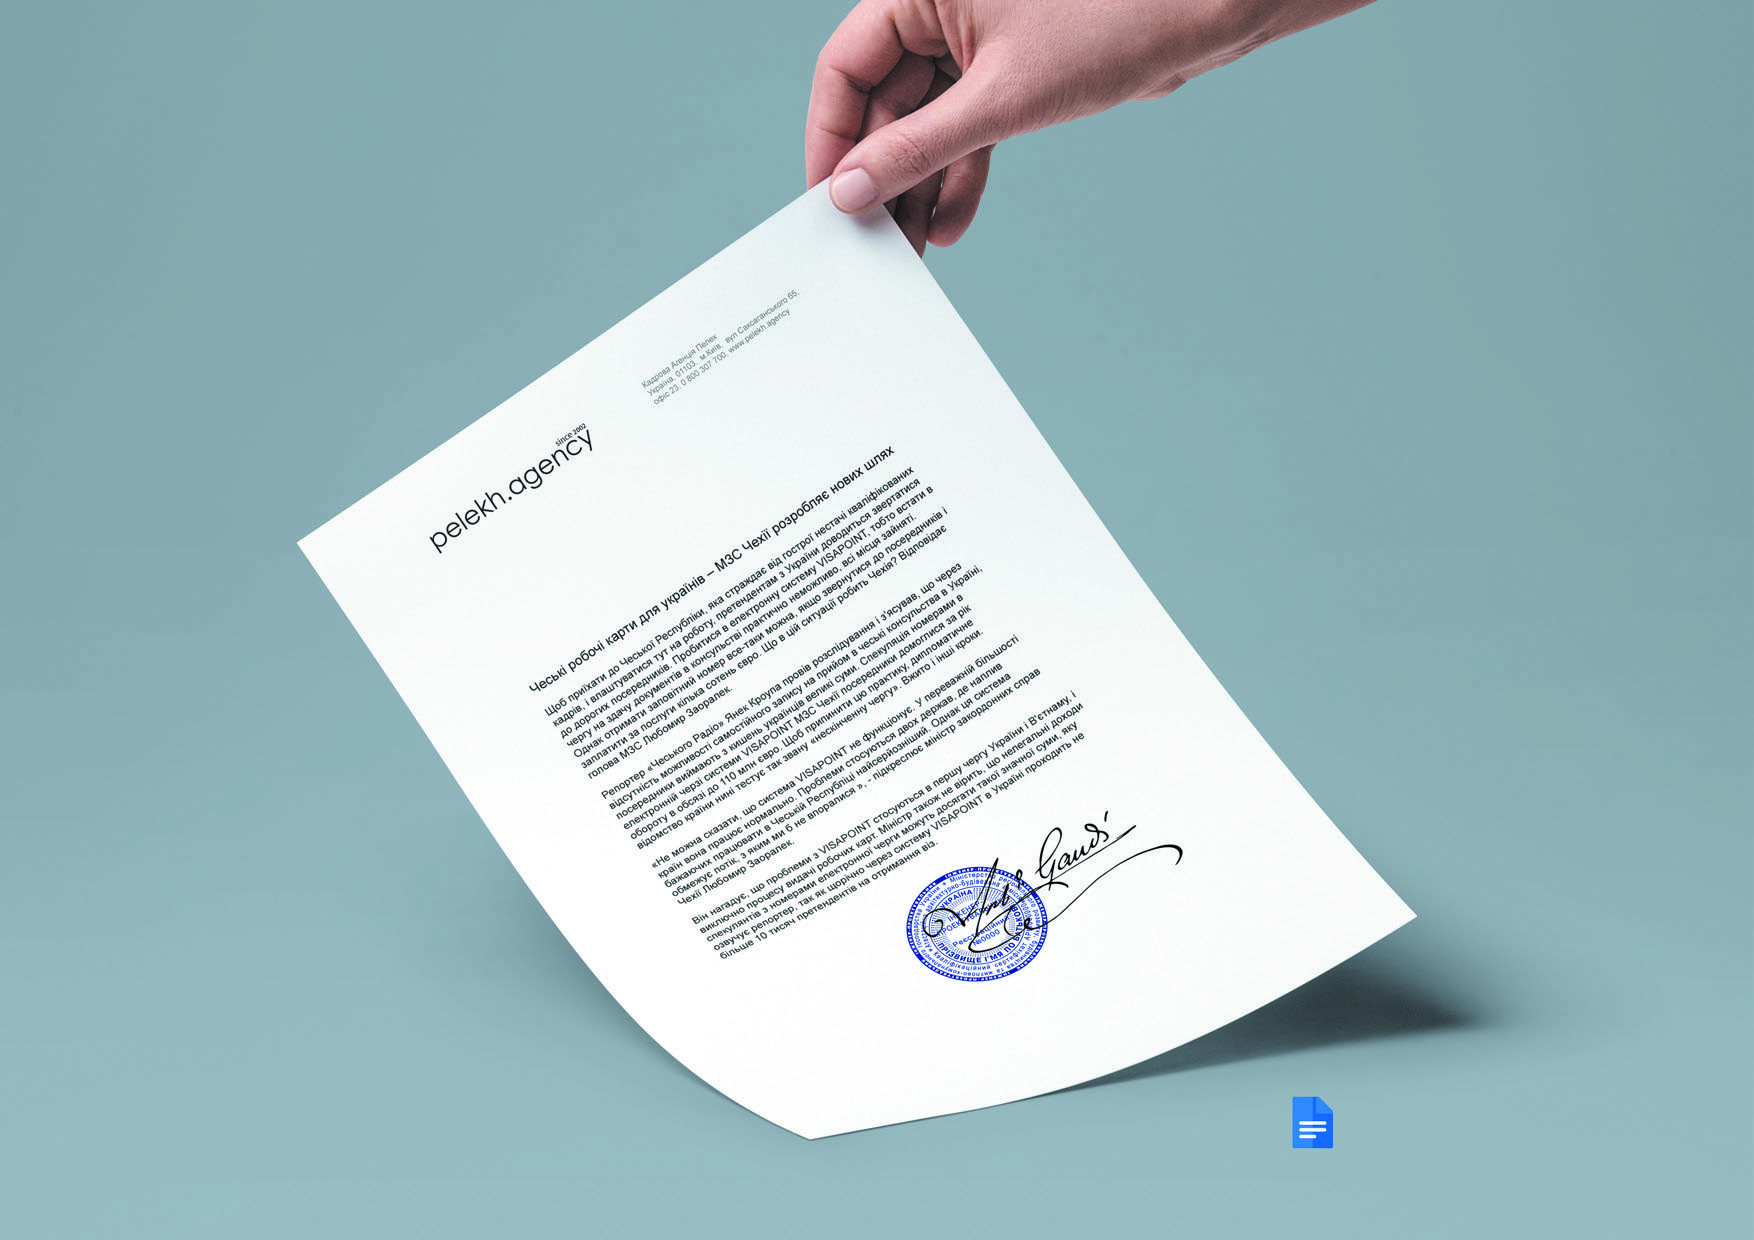 Кадрова Агенція Пелех
Україна, 01103, м.Київ, вул Саксаганського 65,
офіс 23, 0 800 307 700, www.pelekh.agency
since 2002
pelekh.agency
Чеські робочі карти для українів – МЗС Чехії розробляє нових шлях
Щоб приїхати до Чеської Республіки, яка страждає від гострої нестачі кваліфікованих
кадрів, і влаштуватися тут на роботу, претендентам з України доводиться звертатися
до дорогих посередників. Пробитися в електронну систему VISAPOINT, тобто встати в
чергу на здачу документів в консульстві практично неможливо, всі місця зайняті.
Однак отримати заповітний номер все-таки можна, якщо звернутися до посередників і
заплатити за послуги кілька сотень євро. Що в цій ситуації робить Чехія? Відповідає
голова МЗС Любомир Заоралек.
Репортер «Чеського Радіо» Янек Кроупа провів розслідування і з'ясував, що через
відсутність можливості самостійного запису на прийом в чеські консульства в Україні,
посередники виймають з кишень українців великі суми. Спекуляція номерами в
електронній черзі системи VISAPOINT МЗС Чехії посередники домоглися за рік
обороту в обсязі до 110 млн євро. Щоб припинити цю практику, дипломатичне
відомство країни нині тестує так звану «нескінченну чергу». Вжито і інші кроки.
«Не можна сказати, що система VISAPOINT не функціонує. У переважній більшості
країн вона працює нормально. Проблеми стосуються двох держав, де наплив
бажаючих працювати в Чеській Республіці найсерйозніший. Однак ця система
обмежує потік, з яким ми б не впоралися », - підкреслює міністр закордонних справ
Чехії Любомир Заоралек.
Він нагадує, що проблеми з VISAPOINT стосуються в першу чергу України і В'єтнаму, і
виключно процесу видачі робочих карт. Міністр також не вірить, що нелегальні доходи
спекулянтів з номерами електронної черги можуть досягати такої значної суми, яку
озвучує репортер, так як щорічно через систему VISAPOINT в Україні проходить не
більше 10 тисяч претендентів на отримання віз.
Gaudí
УКРАЇНА
ІНЖЕНЕР
Реєстраційний
№0000
ПРІЗВИЩЕ І'МЯ ПО БАТЬКОВІ